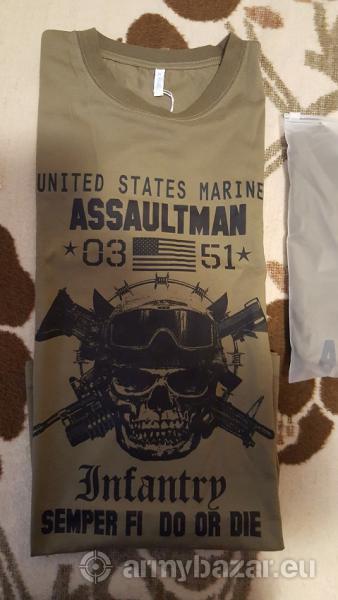 UNITED STATES MARINE
ASSAULTMAN
03 51
Infantry
SEMPER FI DO OR DIE
armybazar.eu